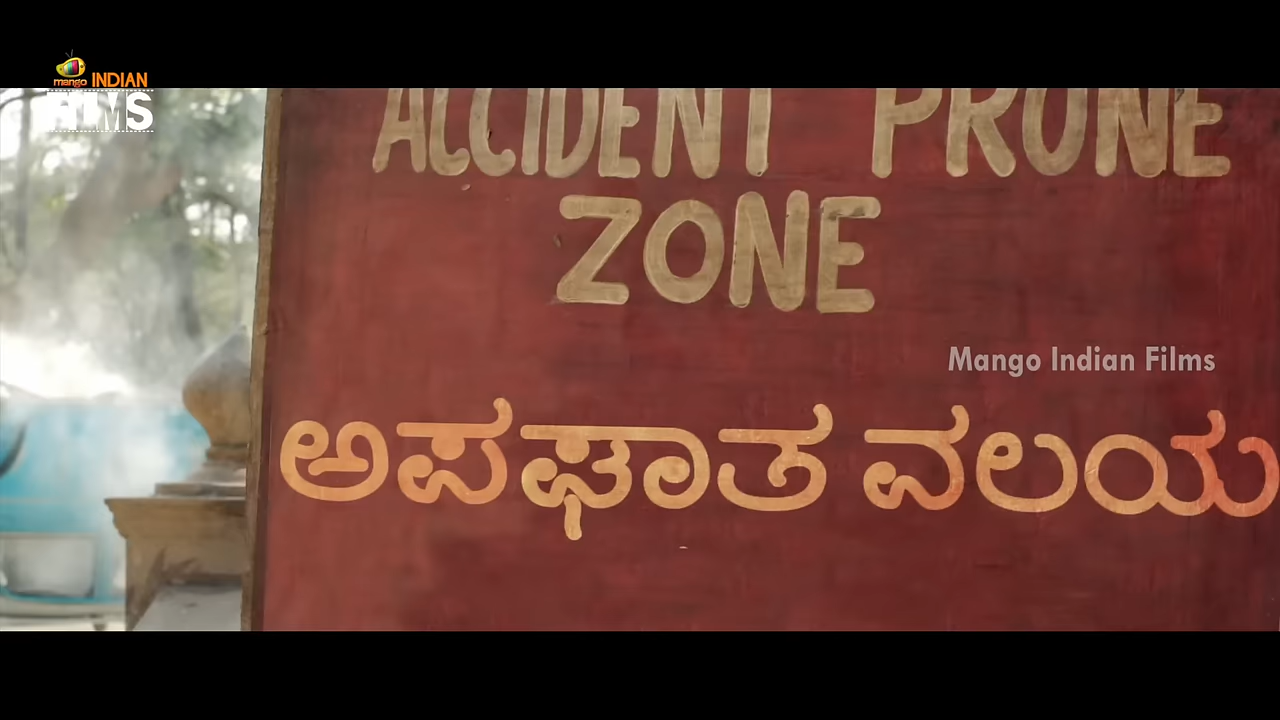 mango INDIAN
FILMS
ACCIDENT PRONE
ZONE
Mango Indian Films
ಅಪಘಾತ ವಲಯ